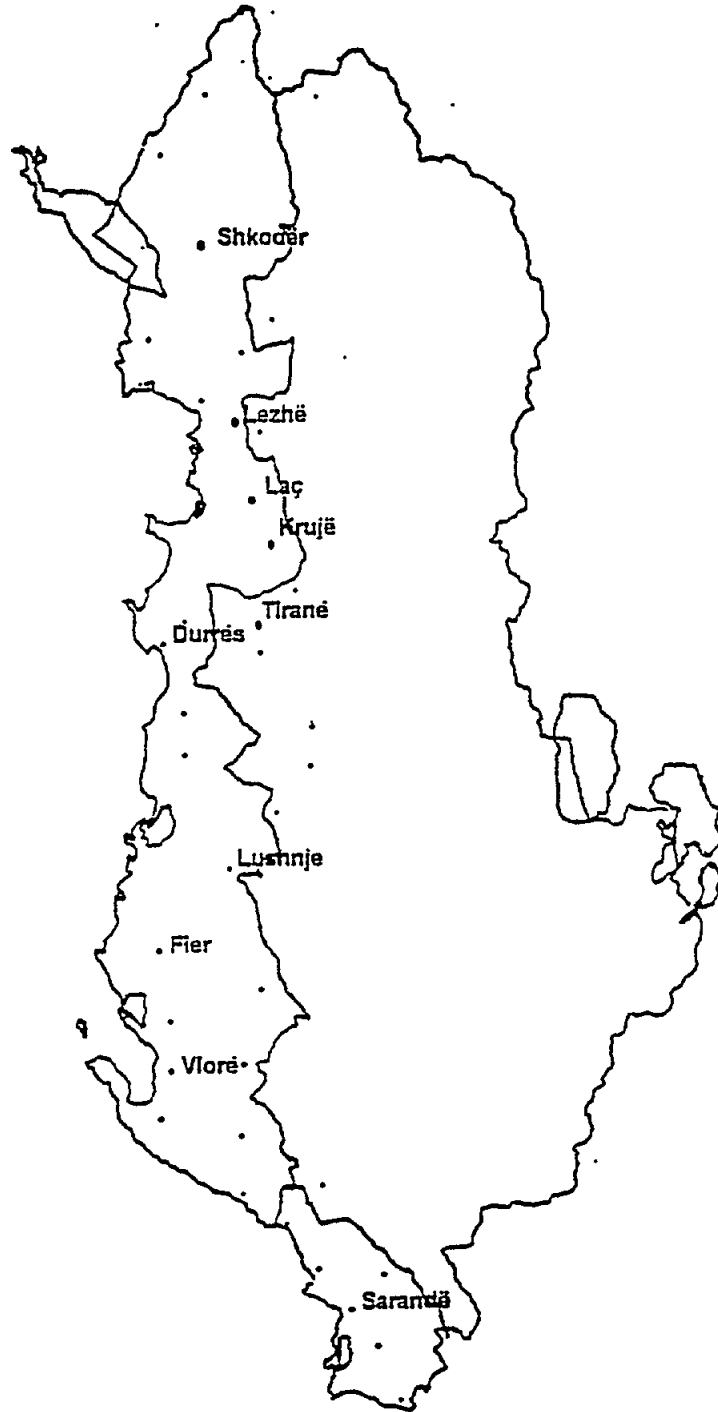 Shkodër
Lezhë
Laç
Krujë
Tiranë
Durrës
Lushnje
Fier
Vlorë
Sarandë